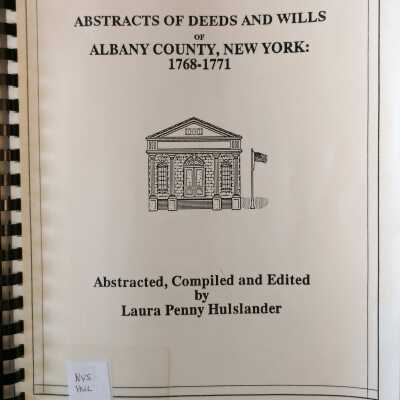 ABSTRACTS OF DEEDS AND WILLS
OF
ALBANY COUNTY, NEW YORK:
1768-1771
Abstracted, Compiled and Edited
by
Laura Penny Hulslander
NYS
HUL